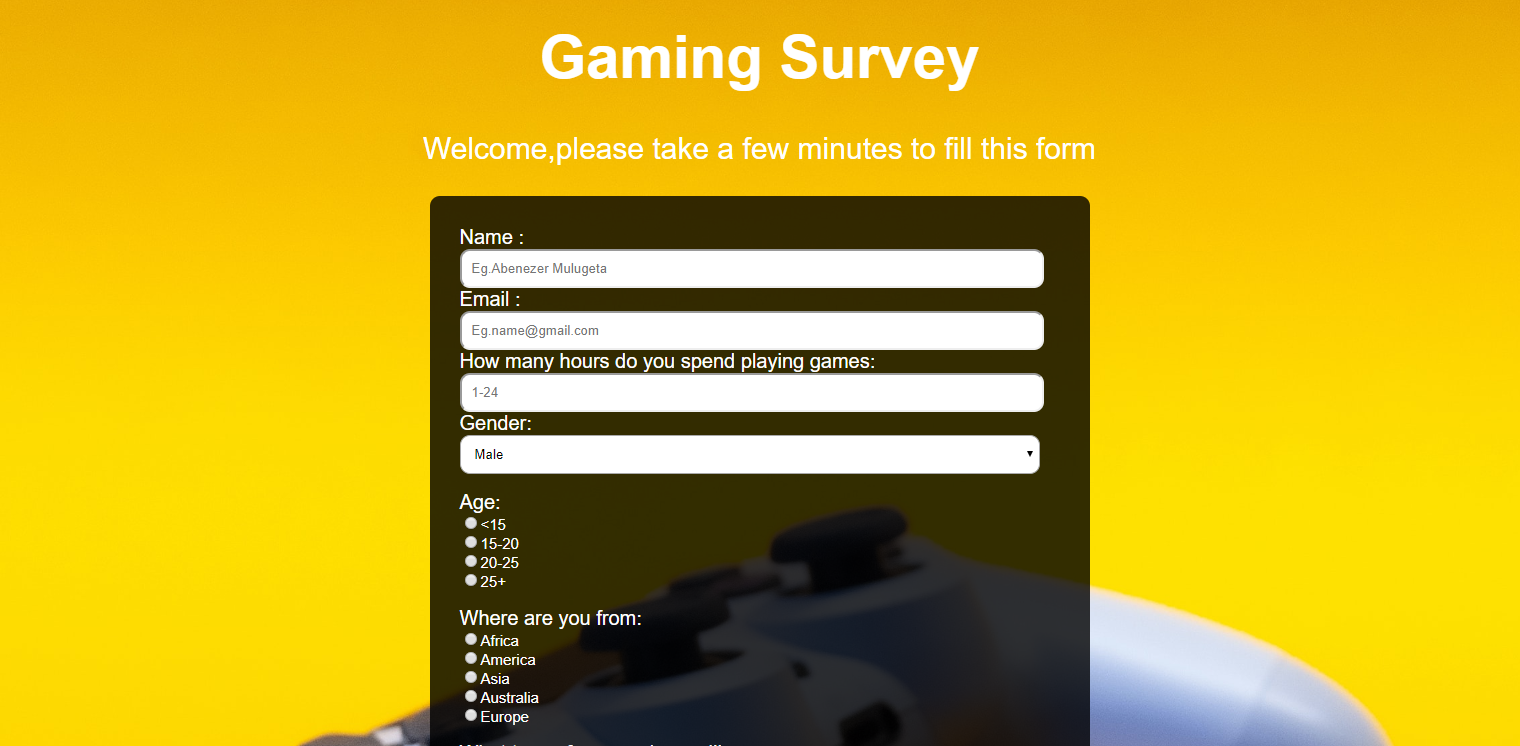 Gaming Survey
Welcome,please take a few minutes to fill this form
Name :
Eg.Abenezer Mulugeta
Email :
Eg.name@gmail.com
How many hours do you spend playing games:
1-24
Gender:
Male
Age:
<15
15-20
20-25
25+
Where are you from:
Africa
America
Asia
Australia
Europe